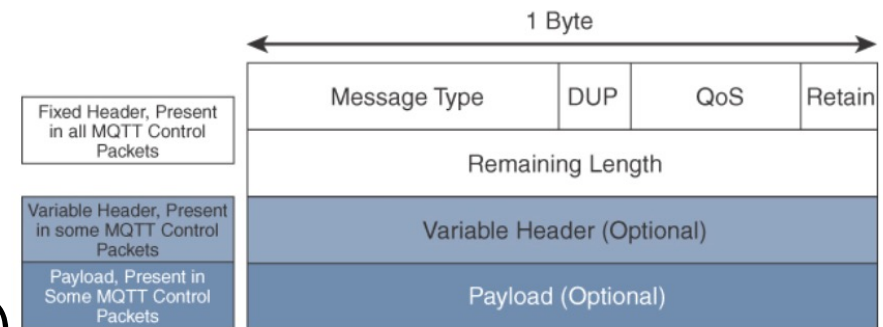 1 Byte
Message Type DUP QoS Retain
Fixed Header, Present
in all MQTT Control
Packets
Remaining Length
Variable Header, Present
in some MQTT Control
Packets
Variable Header (Optional)
Payload, Present in
Some MQTT Control
Packets
Payload (Optional)
)